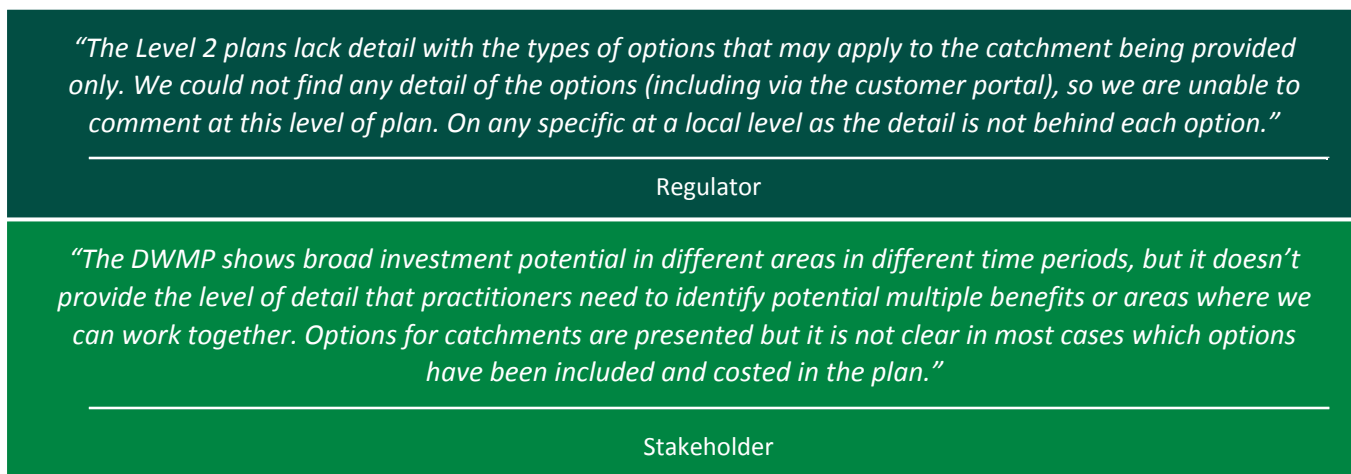 “The Level 2 plans lack detail with the types of options that may apply to the catchment being provided
only. We could not find any detail of the options (including via the customer portal), so we are unable to
comment at this level of plan. On any specific at a local level as the detail is not behind each option.”
Regulator
“The DWMP shows broad investment potential in different areas in different time periods, but it doesn’t
provide the level of detail that practitioners need to identify potential multiple benefits or areas where we
can work together. Options for catchments are presented but it is not clear in most cases which options
have been included and costed in the plan.”
Stakeholder